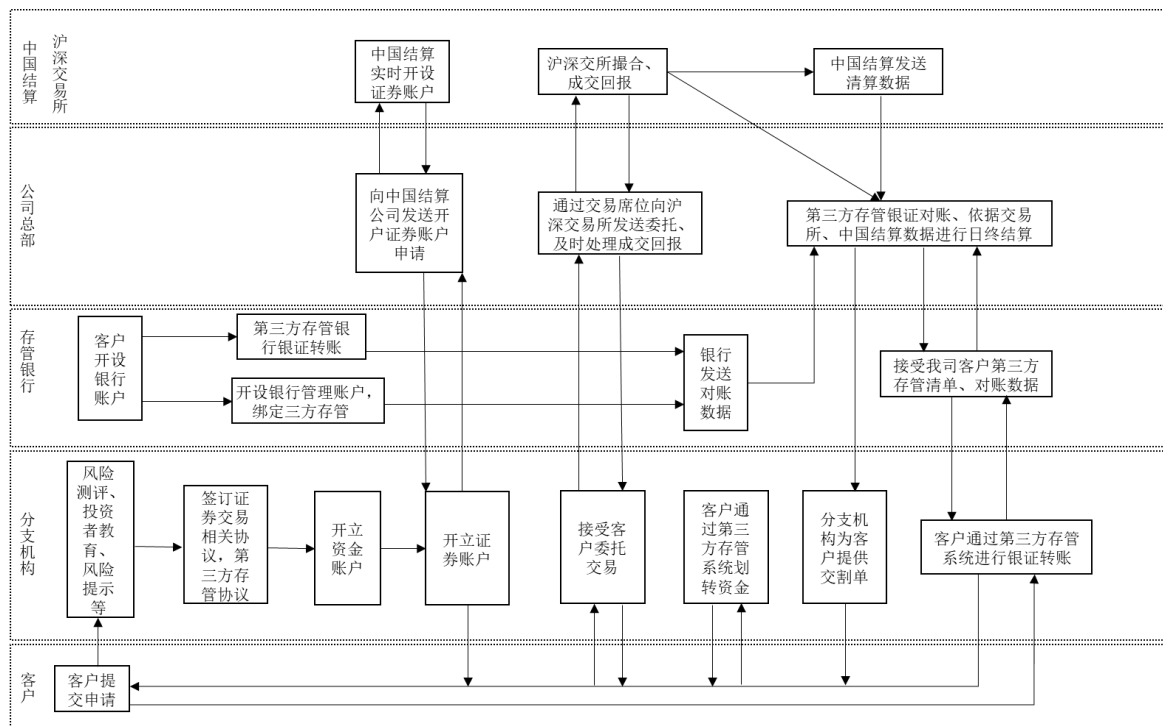 中国结算
沪深交易所
中国结算
实时开设
证券账户
沪深交所撮合、
成交回报
中国结算发送
清算数据
公司总部
向中国结算
公司发送开
户证券账户
申请
通过交易席位向沪
深交易所发送委托、
及时处理成交回报
第三方存管银证对账、依据交易
所、中国结算数据进行日终结算
存管银行
客户
开设
银行
账户
第三方存管银
行银证转账
开设银行管理账户，
绑定三方存管
银行
发送
对账
数据
接受我司客户第三方
存管清单、对账数据
分支机构
风险
测评、
投资
者教
育、
风险
提示
等
签订证
券交易
相关协
议，第
三方存
管协议
开立
资金
账户
开立证
券账户
接受客
户委托
交易
客户通
过第三
方存管
系统划
转资金
分支机
构为客
户提供
交割单
客户通过第三方存管
系统进行银证转账
客户
客户提
交申请